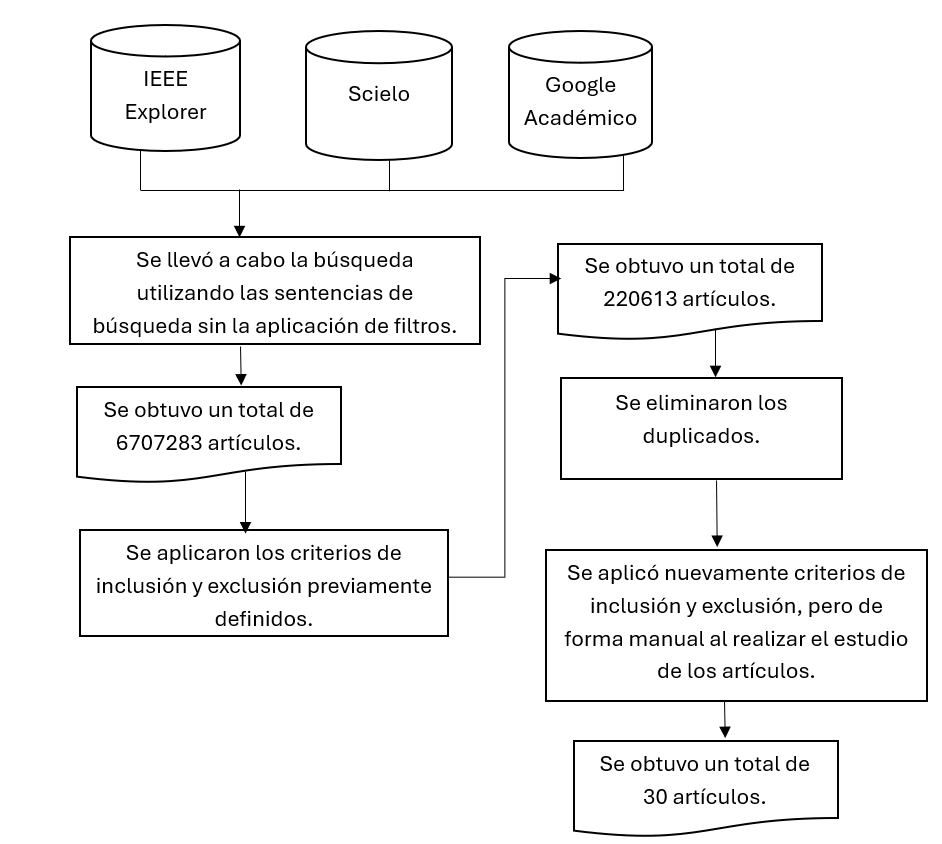 IEEE
Explorer
Scielo
Google
Académico
Se llevó a cabo la búsqueda
utilizando las sentencias de
búsqueda sin la aplicación de filtros.
Se obtuvo un total de
6707283 artículos.
Se aplicaron los criterios de
inclusión y exclusión previamente
definidos.
Se obtuvo un total de
220613 artículos.
Se eliminaron los
duplicados.
Se aplicó nuevamente criterios de
inclusión y exclusión, pero de
forma manual al realizar el estudio
de los artículos.
Se obtuvo un total de
30 artículos.